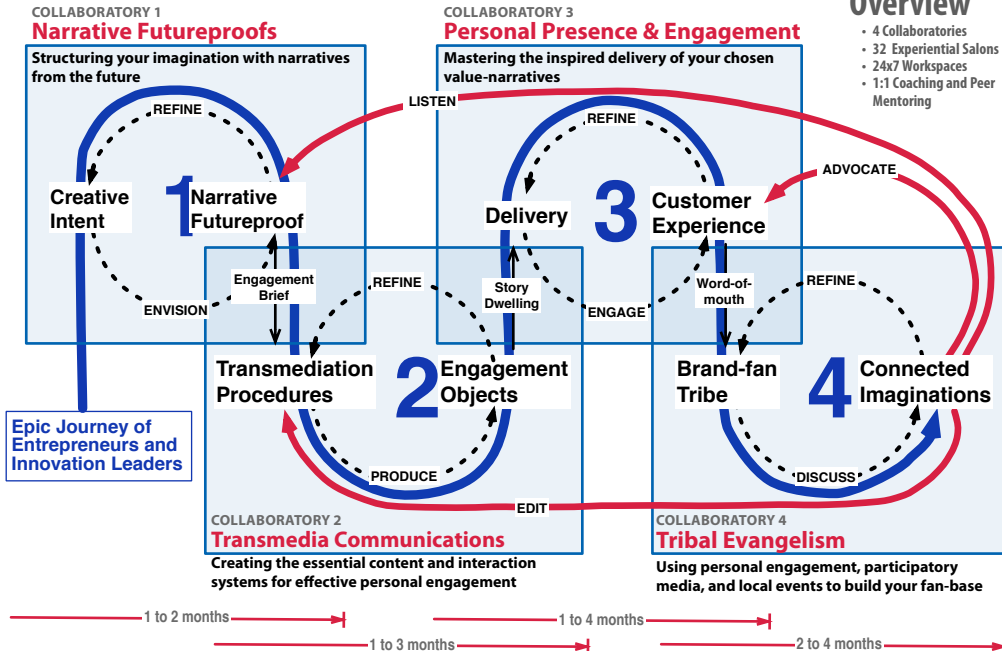 COLLABORATORY 1
Narrative Futureproofs
Structuring your imagination with narratives
from the future
COLLABORATORY 3
Personal Presence & Engagement
Mastering the inspired delivery of your chosen
value-narratives
Overview
• 4 Collaboratories
• 32 Experiential Salons
• 24x7 Workspaces
• 1:1 Coaching and Peer
Mentoring
REFINE
LISTEN
REFINE
ADVOCATE
Creative
Intent
1
Narrative
Futureproof
Delivery
3
Customer
Experience
ENVISION
Engagement
Brief
REFINE
Story
Dwelling
ENGAGE
Word-of-
mouth
REFINE
Transmediation
Procedures
2
Engagement
Objects
Brand-fan
Tribe
4
Connected
Imaginations
Epic Journey of
Entrepreneurs and
Innovation Leaders
PRODUCE
DISCUSS
EDIT
COLLABORATORY 2
Transmedia Communications
Creating the essential content and interaction
systems for effective personal engagement
COLLABORATORY 4
Tribal Evangelism
Using personal engagement, participatory
media, and local events to build your fan-base
1 to 2 months
1 to 4 months
1 to 3 months
2 to 4 months